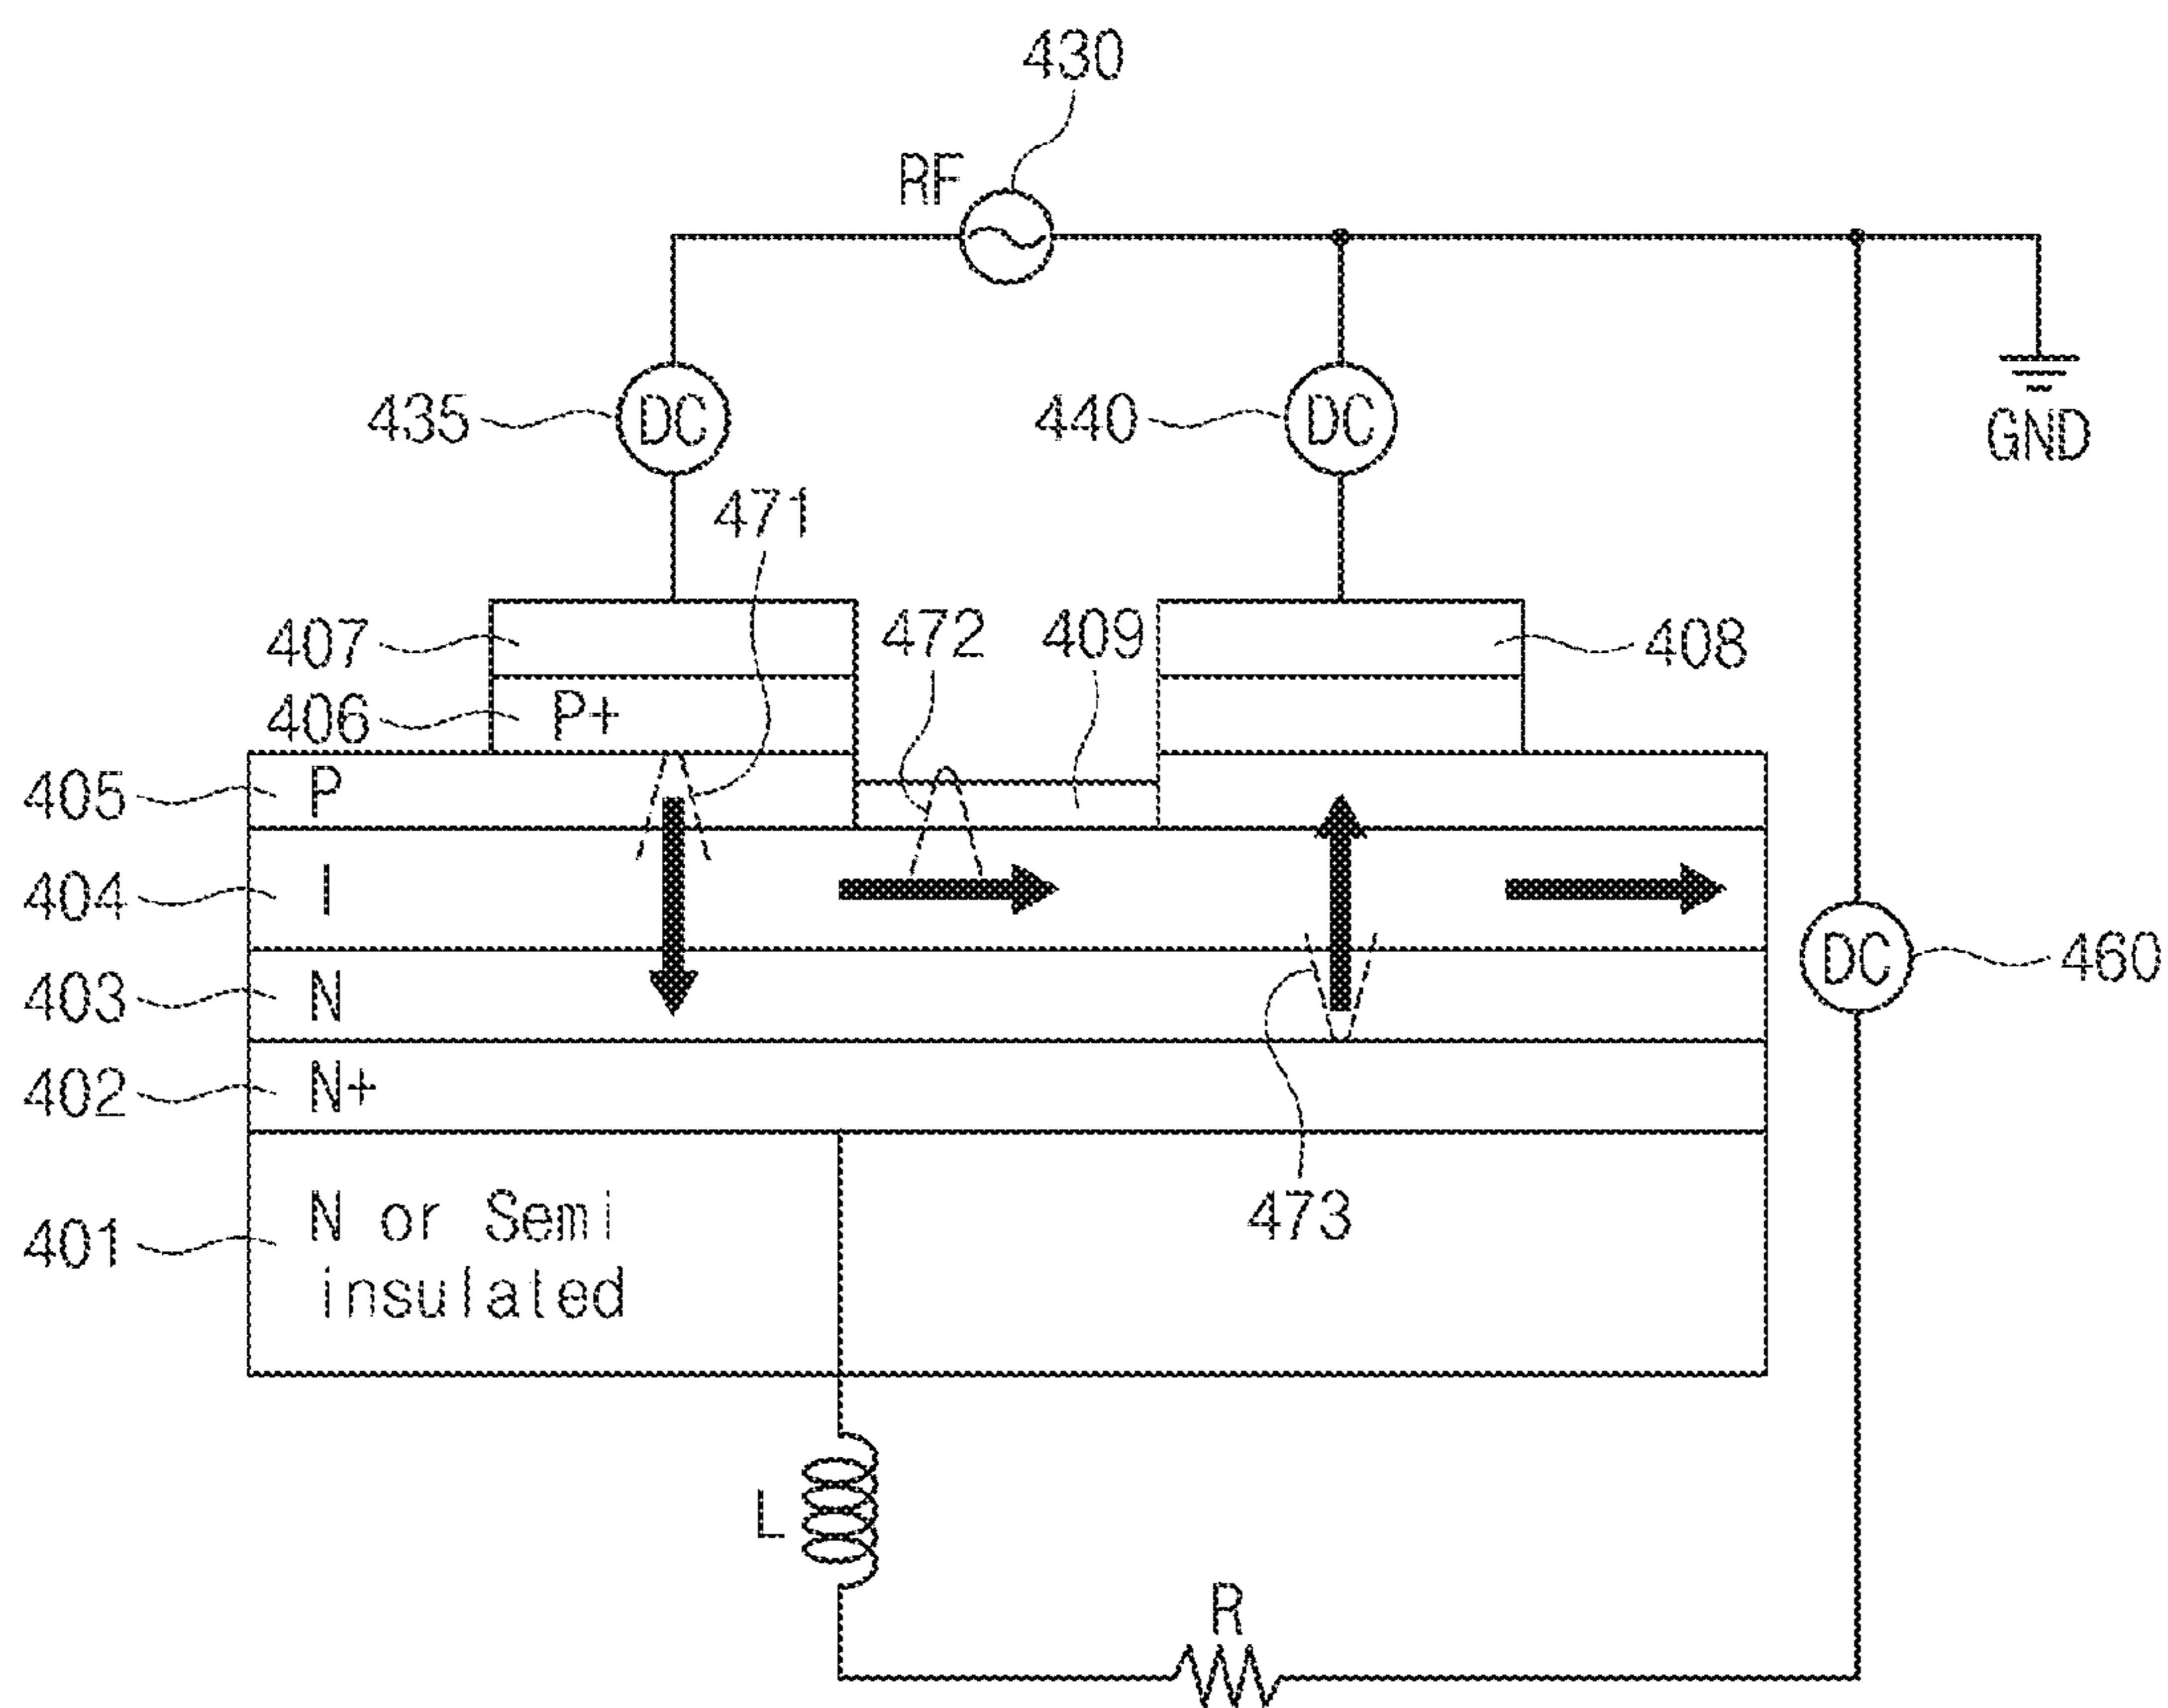 430
RF
435
DC
440
DC
GND
471
472
409
407
408
406
P+
405
P
404
I
403
N
DC
460
402
N+
401
N or Semi
insulated
473
L
R